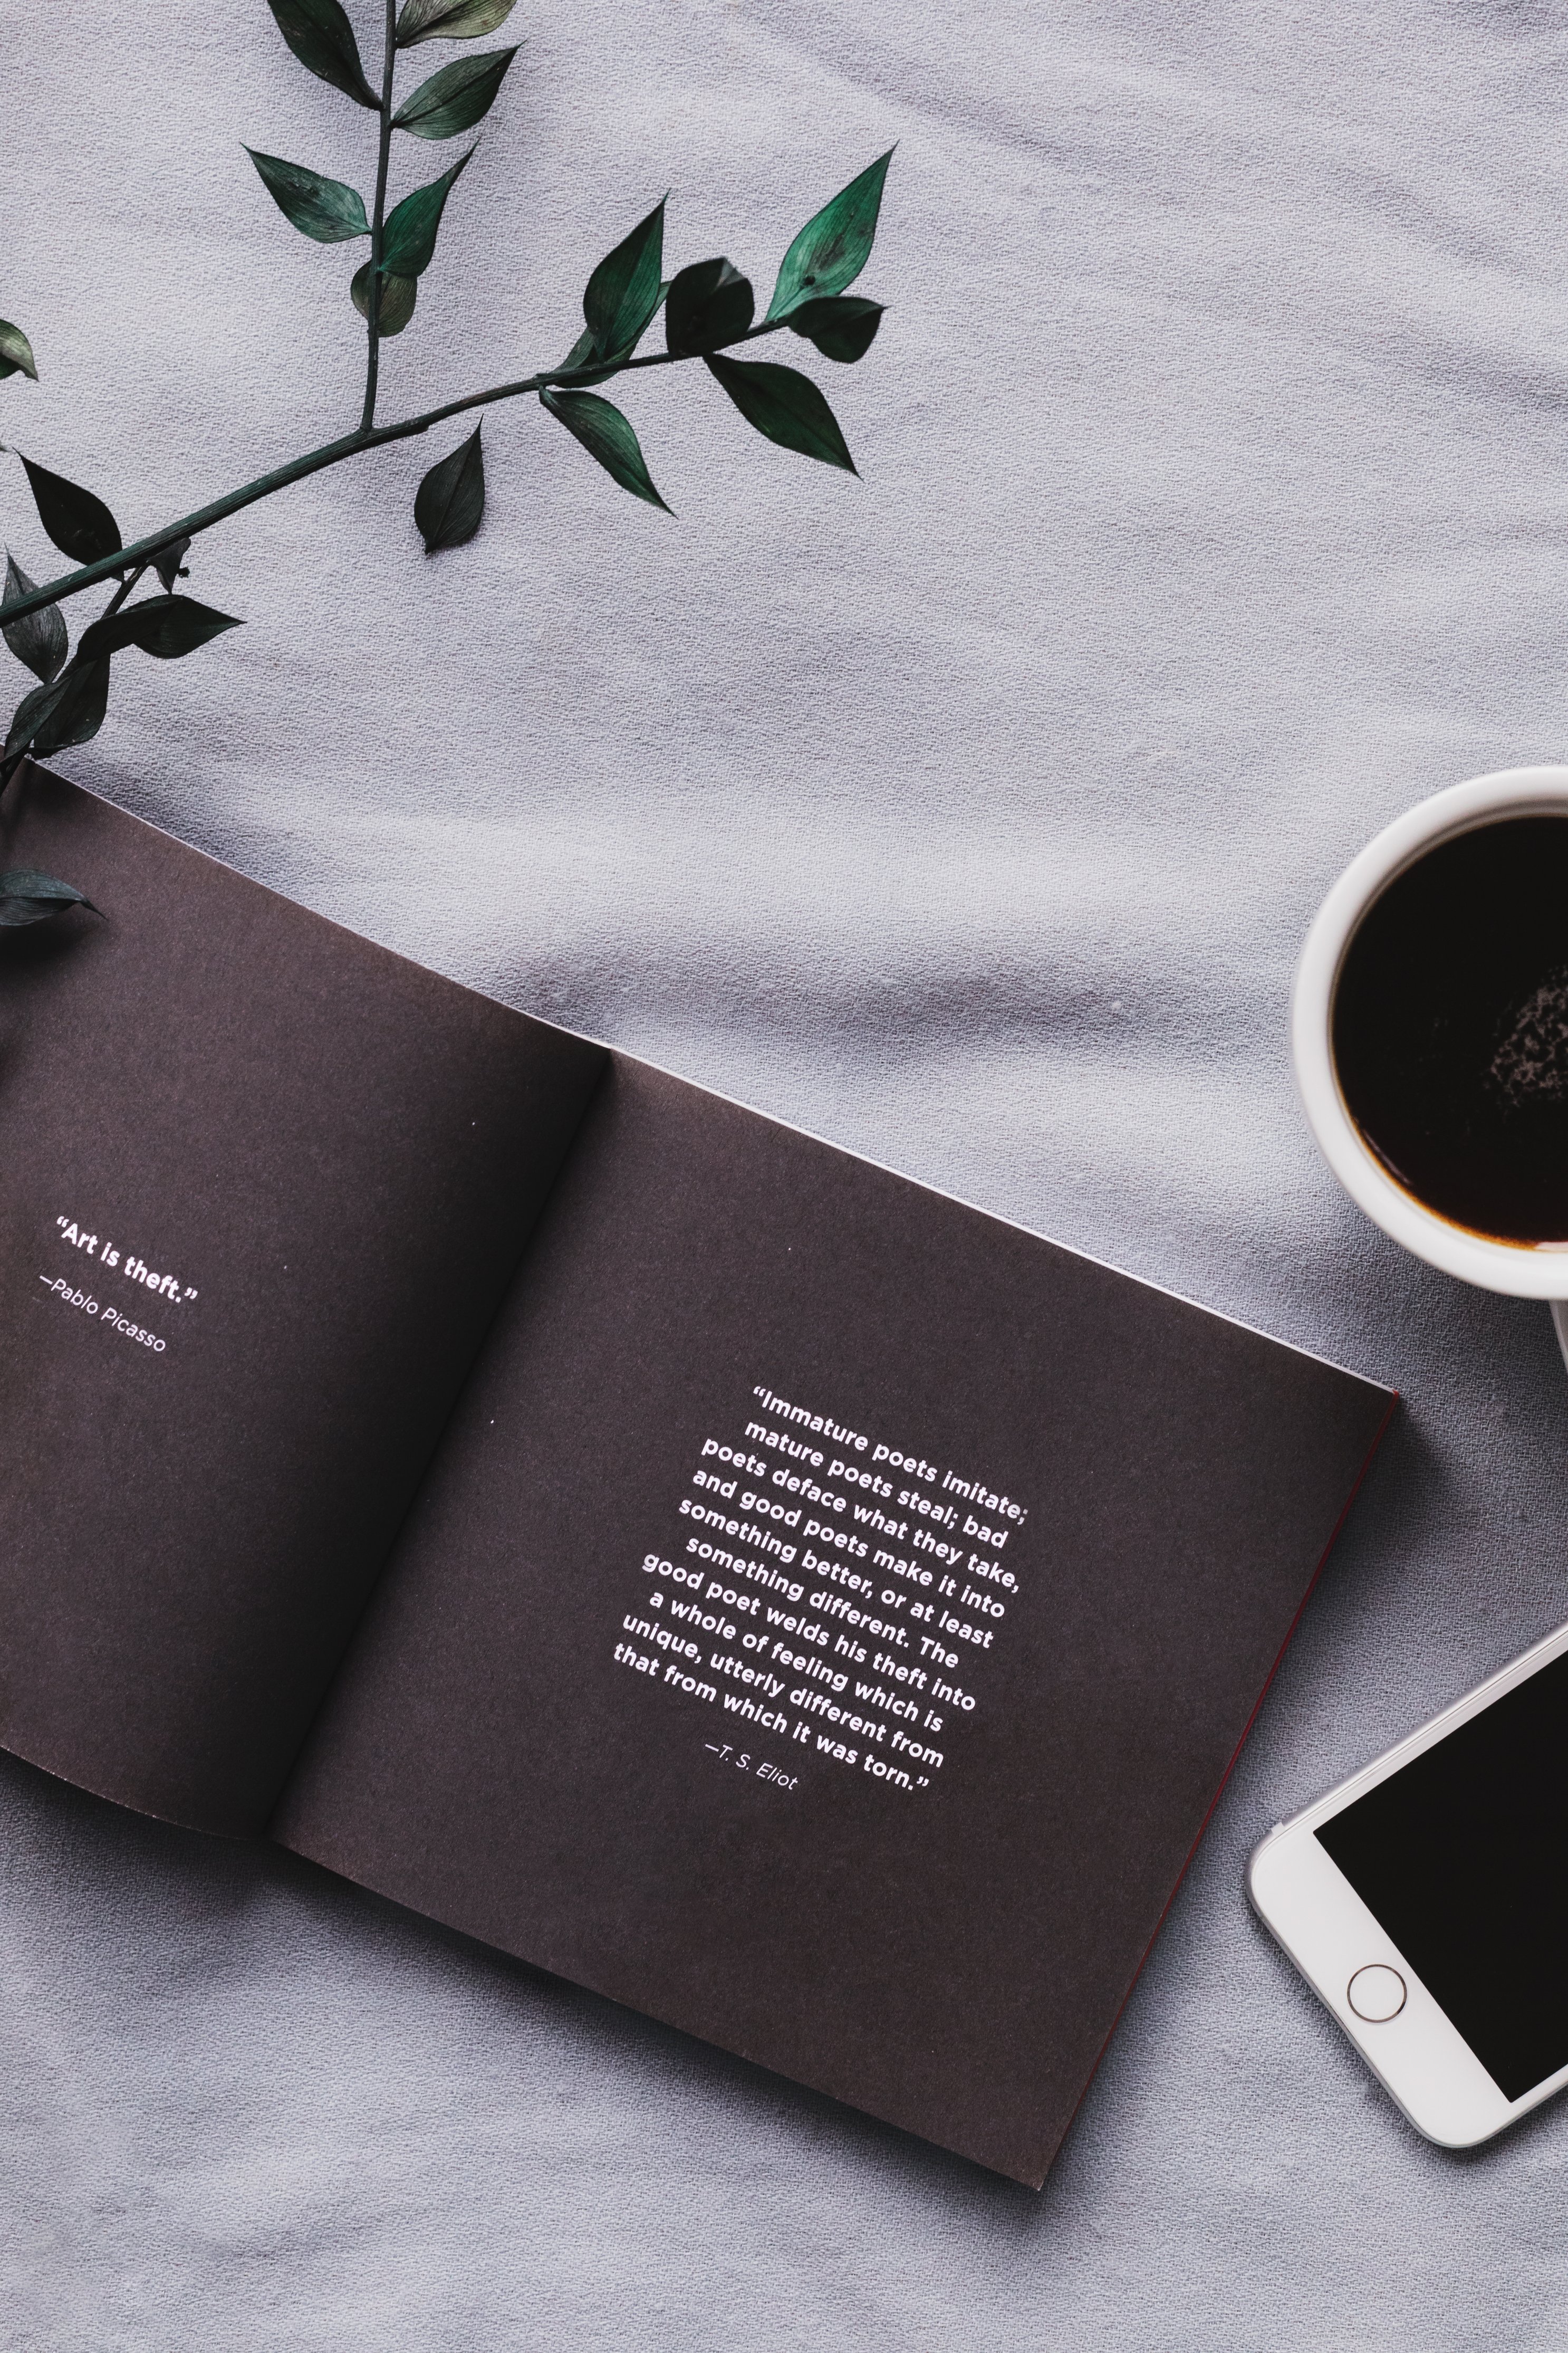 “Art is theft.”
—Pablo Picasso
“Immature poets imitate;
mature poets steal; bad
poets deface what they take,
and good poets make it into
something better, or at least
something different. The
good poet welds his theft into
a whole of feeling which is
unique, utterly different from
that from which it was torn.”
—T. S. Eliot